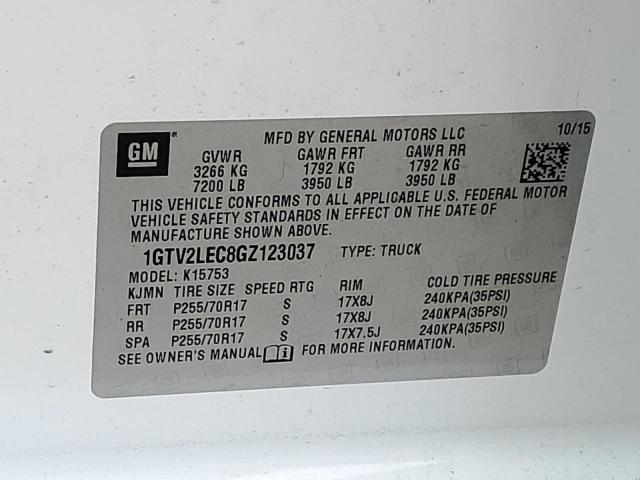 GM ® MFD BY GENERAL MOTORS LLC 10/15
GVWR GAWR FRT GAWR RR
3266 KG 1792 KG 1792 KG
7200 LB 3950 LB 3950 LB
THIS VEHICLE CONFORMS TO ALL APPLICABLE U.S. FEDERAL MOTOR
VEHICLE SAFETY STANDARDS IN EFFECT ON THE DATE OF
MANUFACTURE SHOWN ABOVE.
1GTV2LEC8GZ123037 TYPE: TRUCK
MODEL: K15753
KJMN TIRE SIZE SPEED RTG RIM COLD TIRE PRESSURE
FRT P255/70R17 S 17X8J 240KPA(35PSI)
RR P255/70R17 S 17X8J 240KPA(35PSI)
SPA P255/70R17 S 17X7.5J 240KPA(35PSI)
SEE OWNER'S MANUAL i FOR MORE INFORMATION.